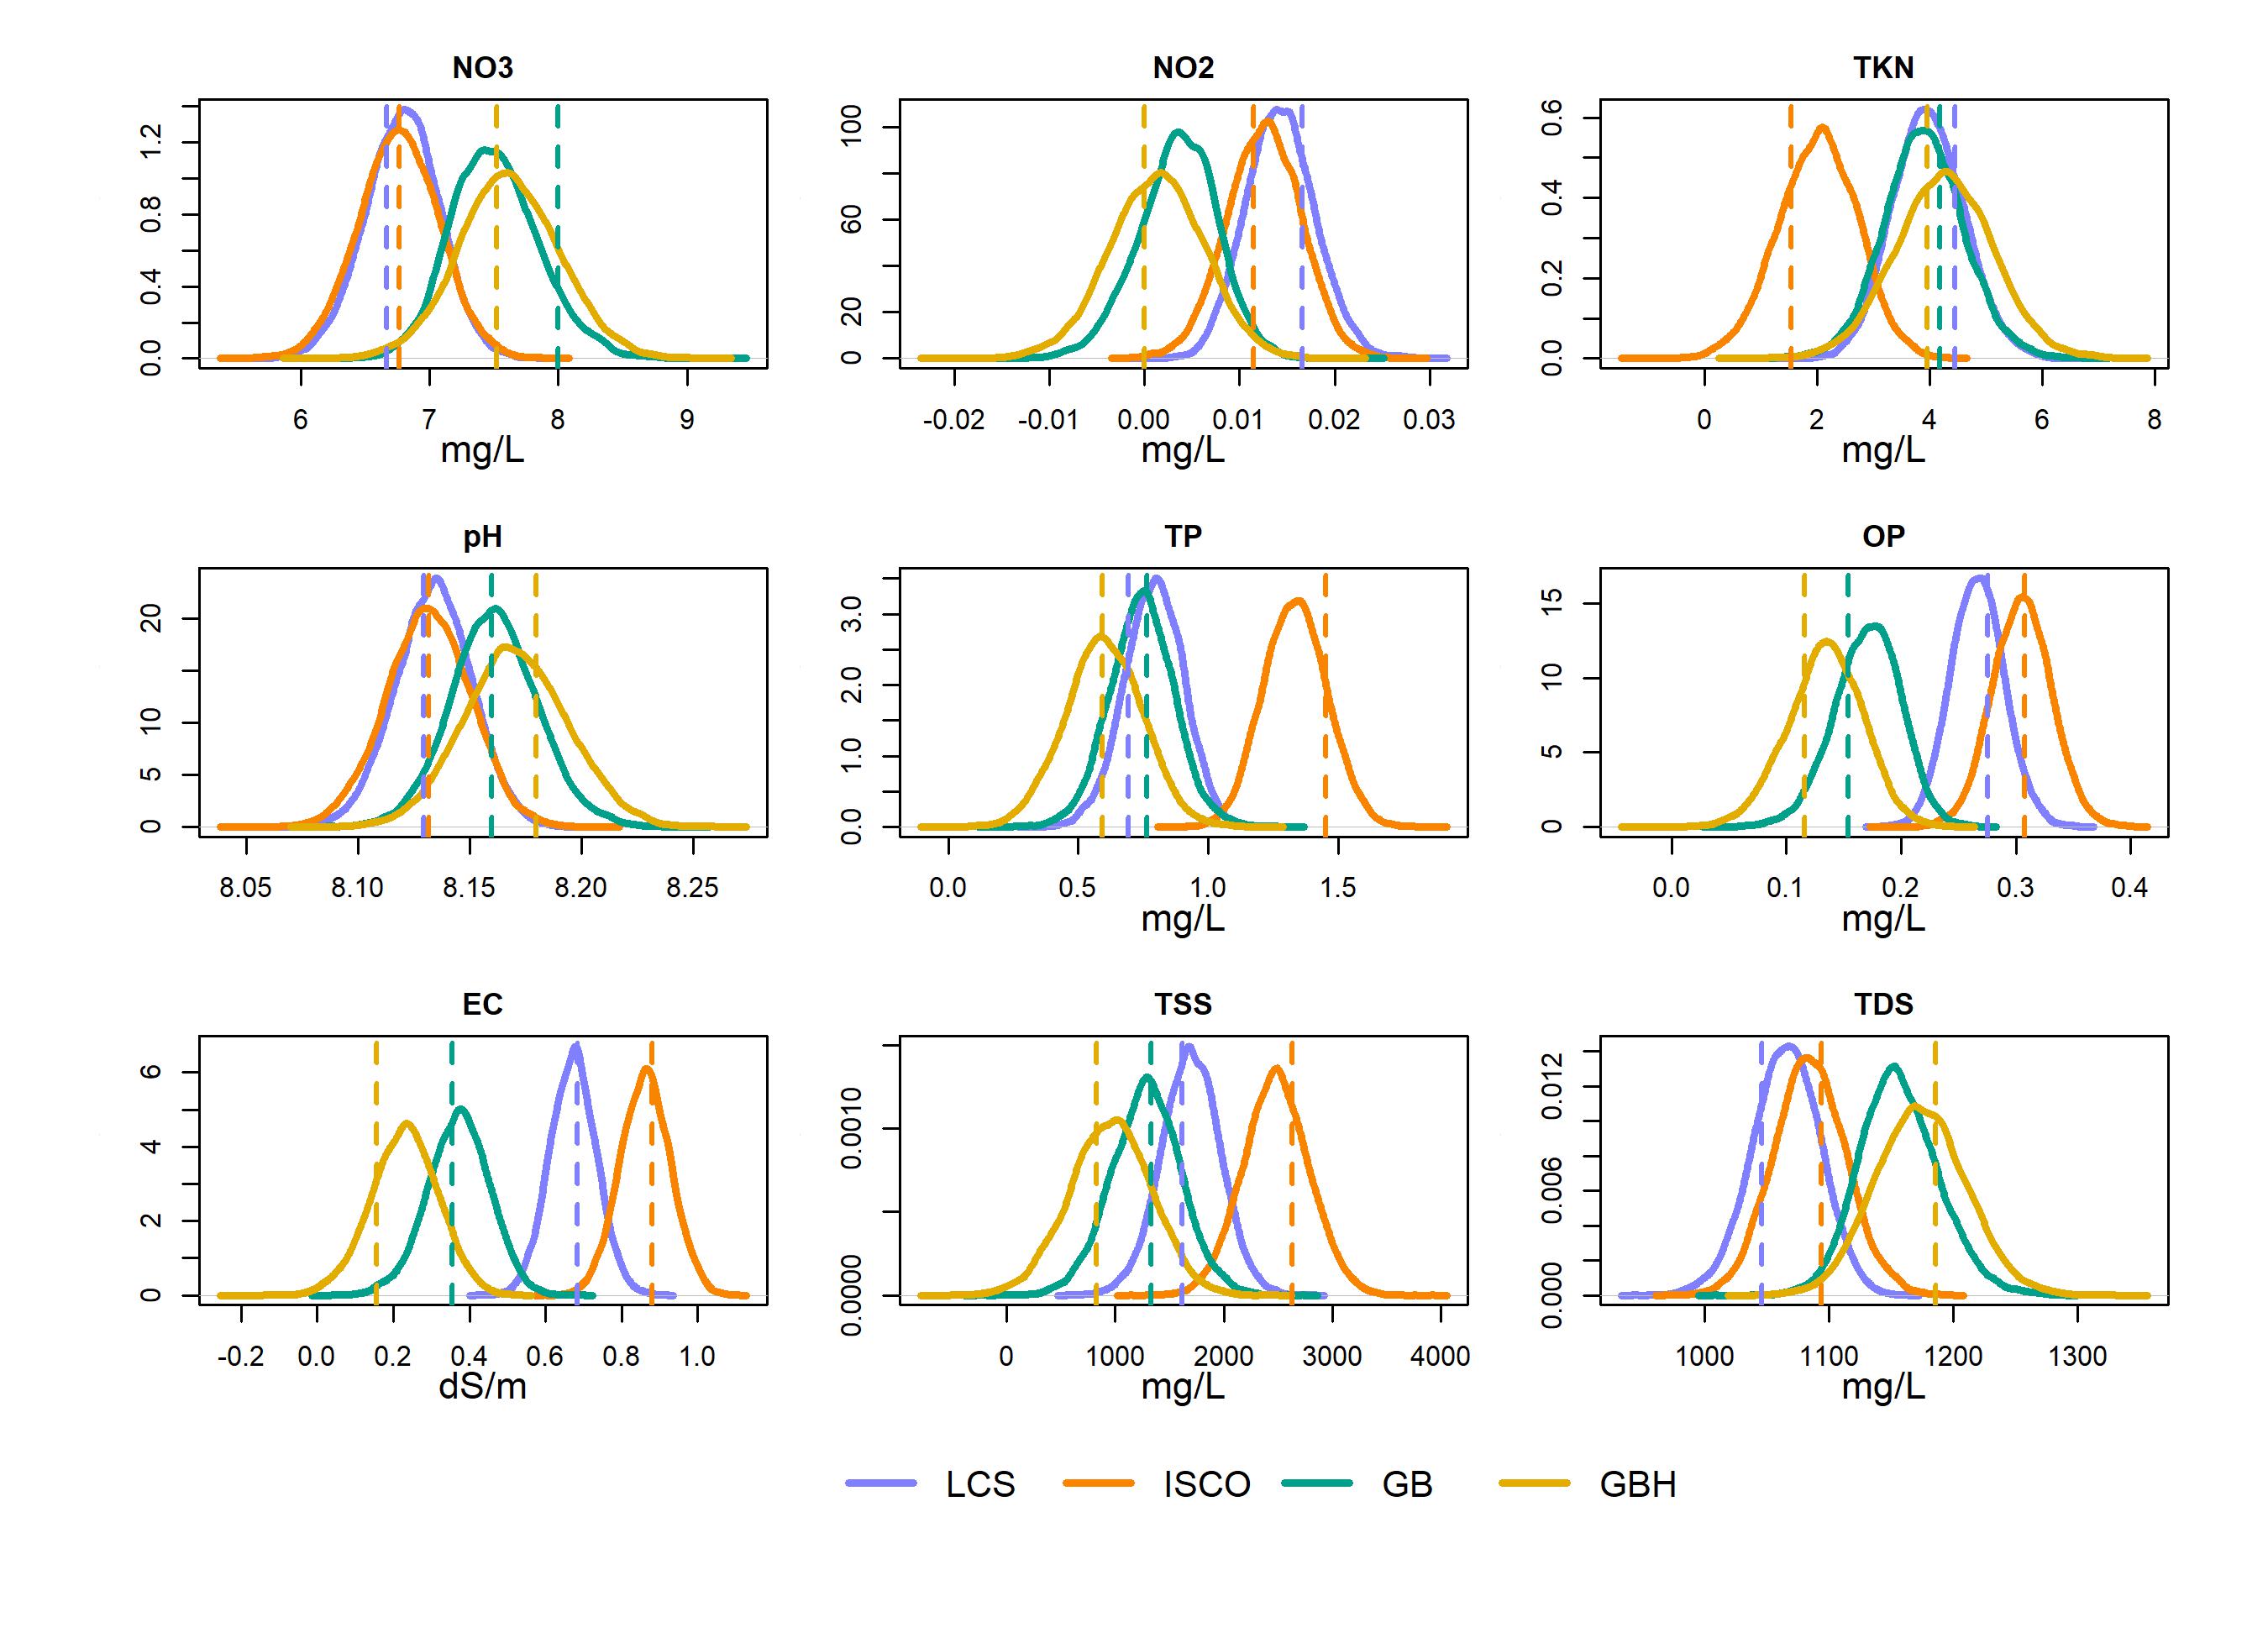 NO3 NO2 TKN
0.0 0.4 0.8 1.2
6 7 8 9
mg/L
0 20 60 100
-0.02 -0.01 0.00 0.01 0.02 0.03
mg/L
0.0 0.2 0.4 0.6
0 2 4 6 8
mg/L
pH TP OP
0 5 10 20
8.05 8.10 8.15 8.20 8.25
0.0 1.0 2.0 3.0
0.0 0.5 1.0 1.5
mg/L
0 5 10 15
0.0 0.1 0.2 0.3 0.4
mg/L
EC TSS TDS
0 2 4 6
-0.2 0.0 0.2 0.4 0.6 0.8 1.0
dS/m
0.0000 0.0010
0 1000 2000 3000 4000
mg/L
0.000 0.006 0.012
1000 1100 1200 1300
mg/L
LCS ISCO GB GBH